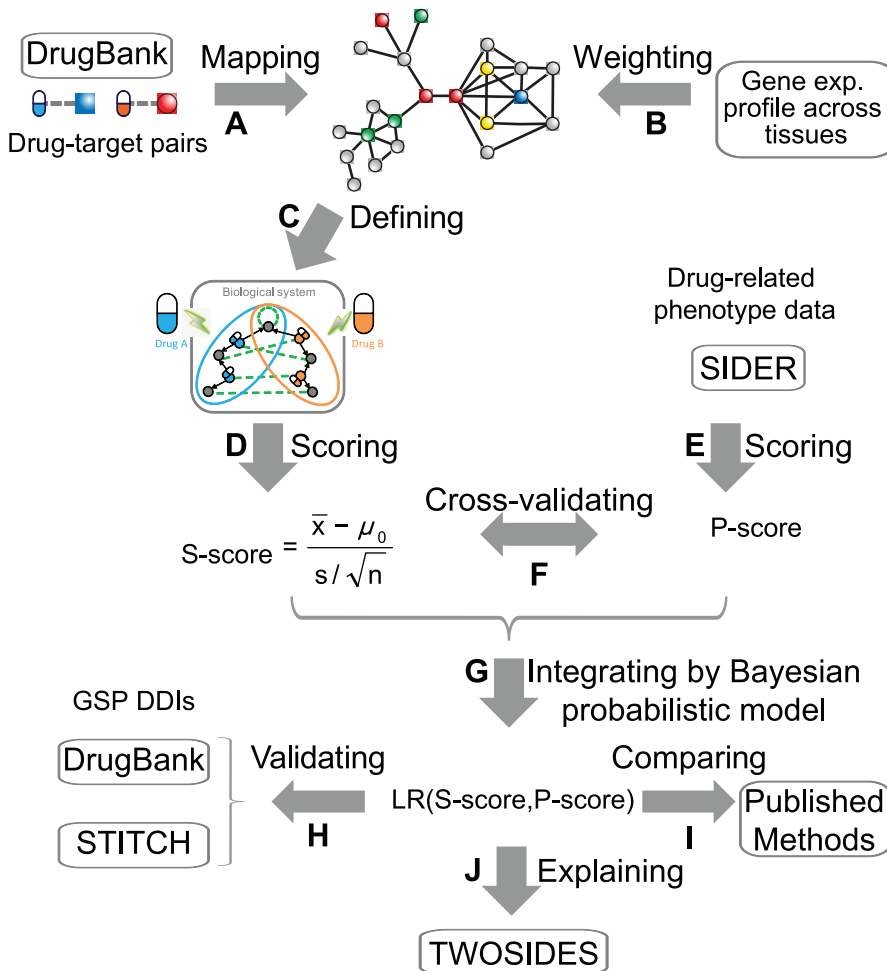 DrugBank
Mapping
A
Drug-target pairs
Weighting
B
Gene exp.
profile across
tissues
C
Defining
Biological system
Drug A
Drug B
Drug-related
phenotype data
SIDER
D
Scoring
E
Scoring
S-score = x̄ − μ0 / s / √n
Cross-validating
F
P-score
G
Integrating by Bayesian
probabilistic model
GSP DDIs
DrugBank
STITCH
Validating
H
LR(S-score,P-score)
Comparing
I
Published
Methods
J
Explaining
TWOSIDES